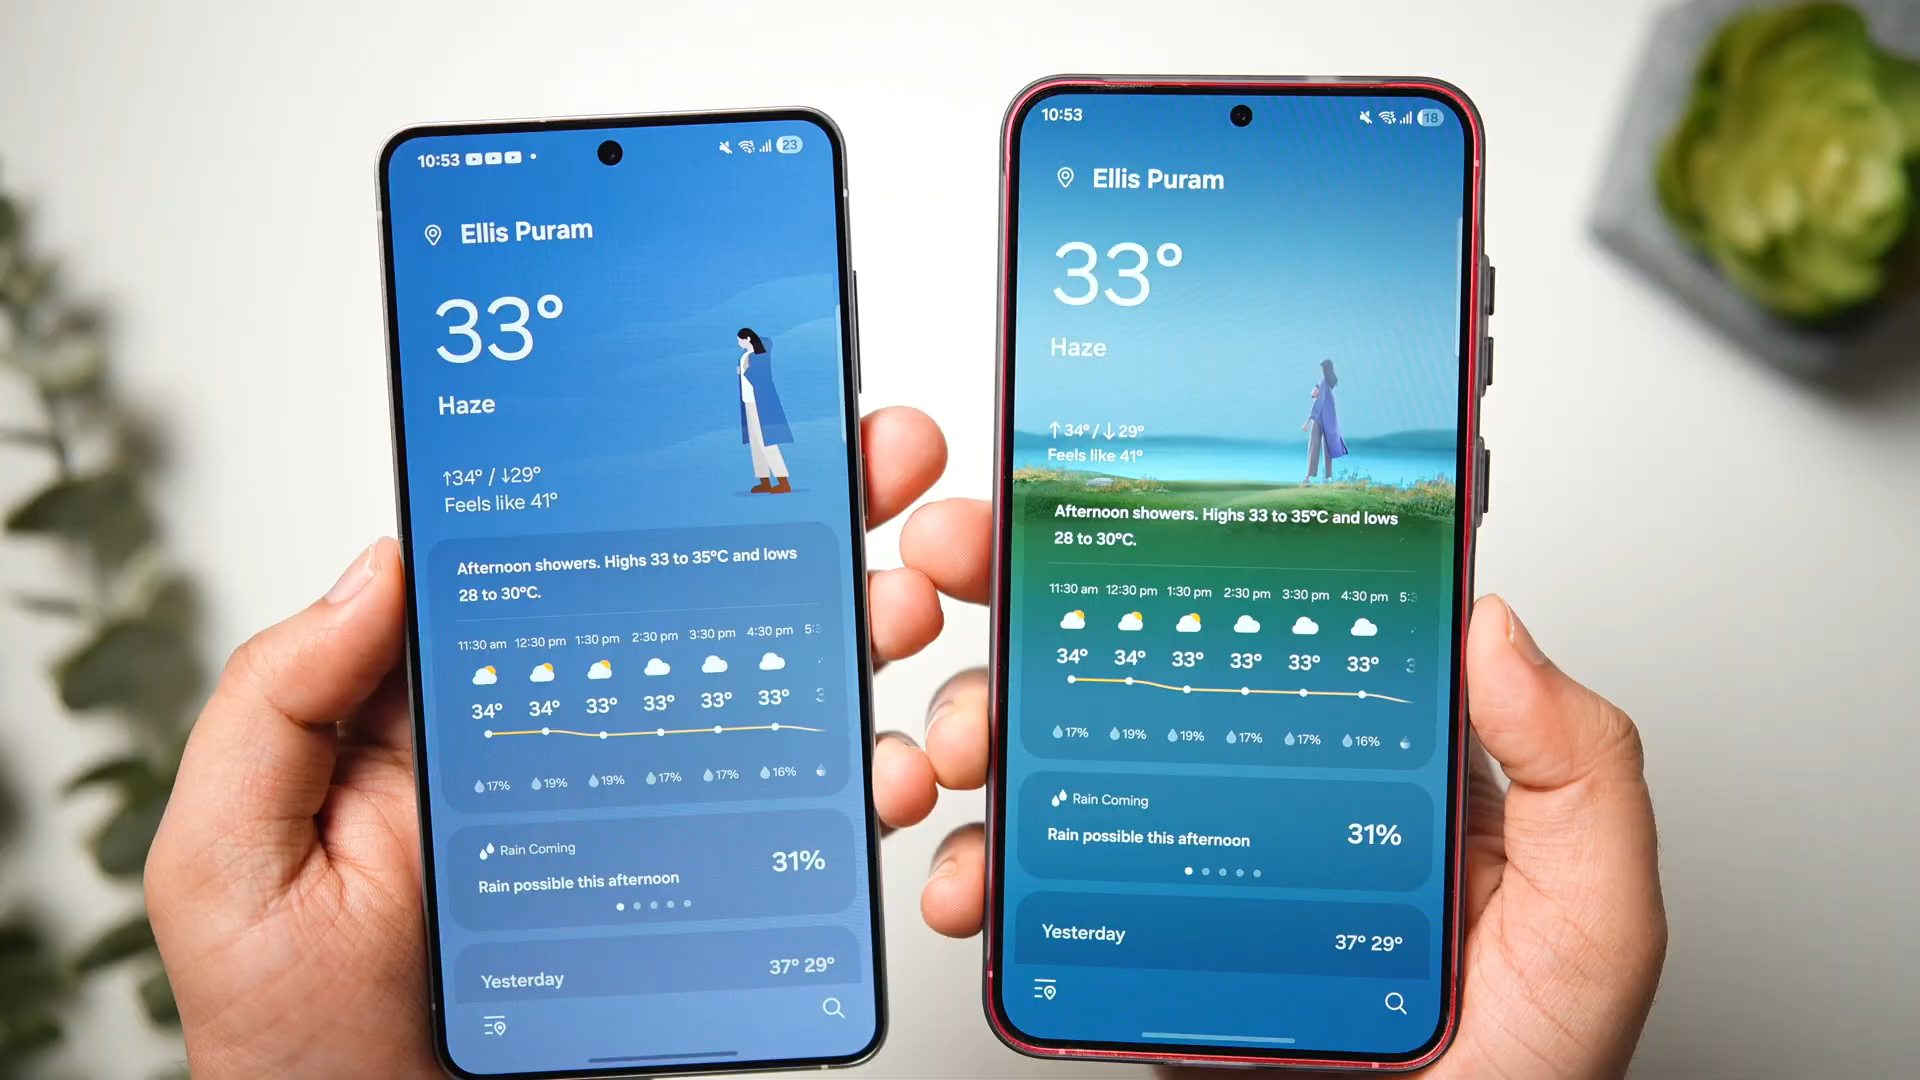 10:53
23
Ellis Puram
33°
Haze
↑34° / ↓29°
Feels like 41°
Afternoon showers. Highs 33 to 35°C and lows
28 to 30°C.
11:30 am 12:30 pm 1:30 pm 2:30 pm 3:30 pm 4:30 pm
34° 34° 33° 33° 33° 33°
17% 19% 19% 17% 17% 16%
Rain Coming
Rain possible this afternoon
31%
Yesterday
37° 29°
10:53
18
Ellis Puram
33°
Haze
↑34° / ↓29°
Feels like 41°
Afternoon showers. Highs 33 to 35°C and lows
28 to 30°C.
11:30 am 12:30 pm 1:30 pm 2:30 pm 3:30 pm 4:30 pm
34° 34° 33° 33° 33° 33°
17% 19% 19% 17% 17% 16%
Rain Coming
Rain possible this afternoon
31%
Yesterday
37° 29°